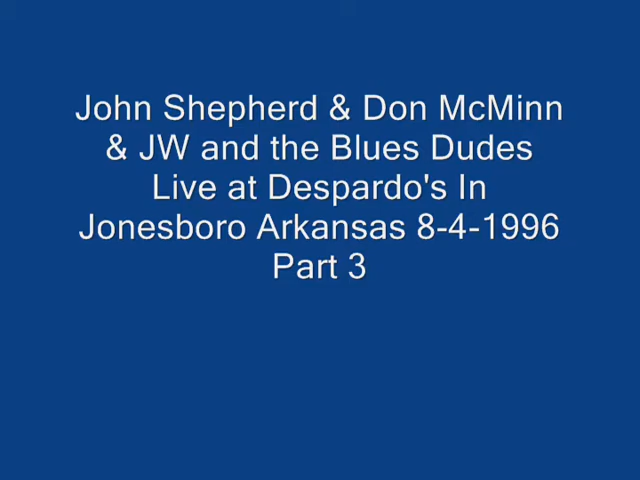 John Shepherd & Don McMinn
& JW and the Blues Dudes
Live at Despardo's In
Jonesboro Arkansas 8-4-1996
Part 3